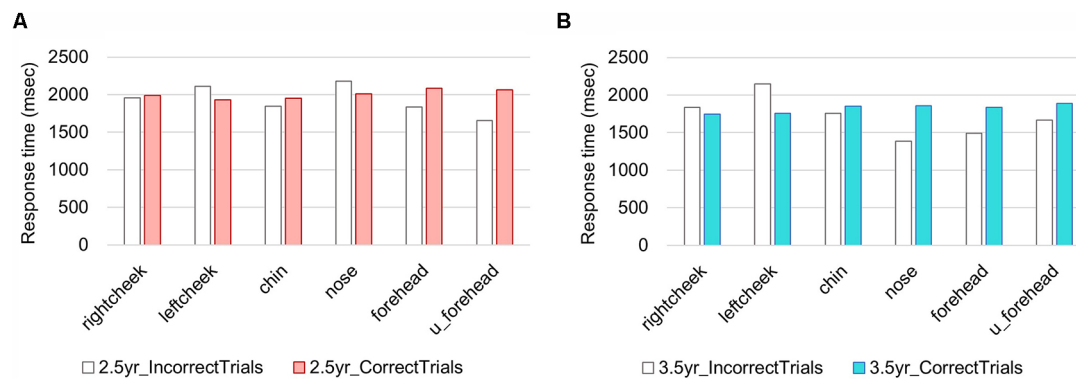 A
Response time (msec)
2500
2000
1500
1000
500
0
rightcheek
leftcheek
chin
nose
forehead
u_forehead
2.5yr_IncorrectTrials
2.5yr_CorrectTrials
B
Response time (msec)
2500
2000
1500
1000
500
0
rightcheek
leftcheek
chin
nose
forehead
u_forehead
3.5yr_IncorrectTrials
3.5yr_CorrectTrials